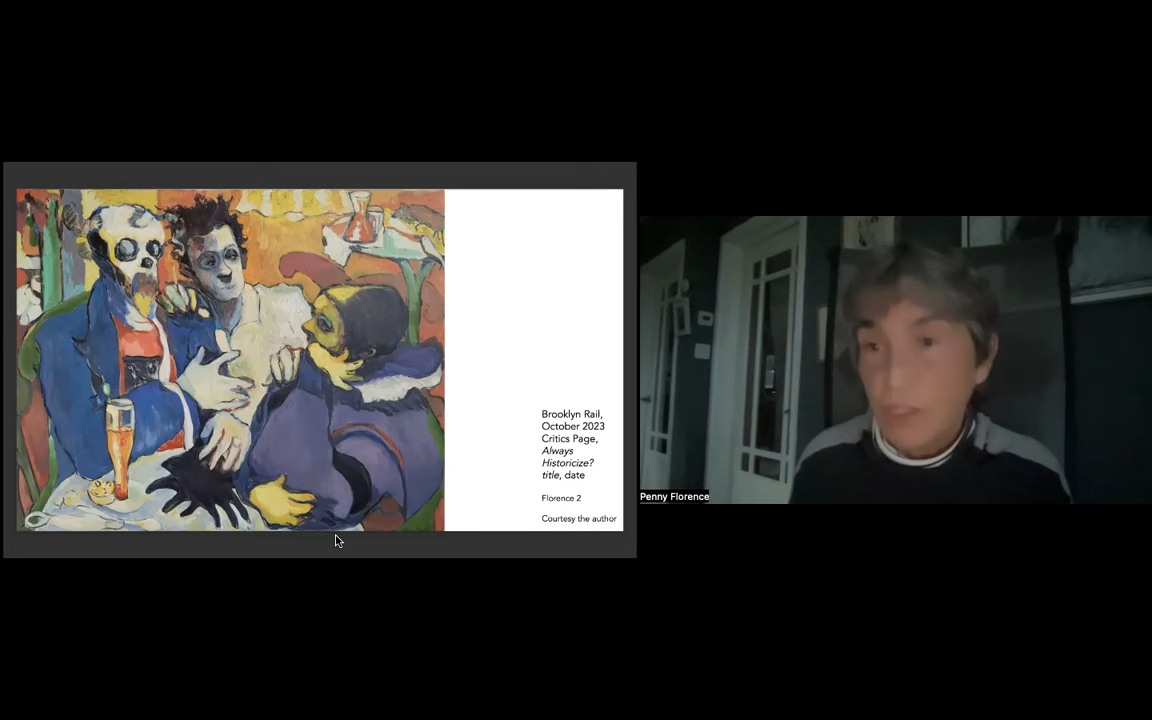 Brooklyn Rail,
October 2023
Critics Page,
Always
Historicize?
title, date
Florence 2
Courtesy the author
Penny Florence